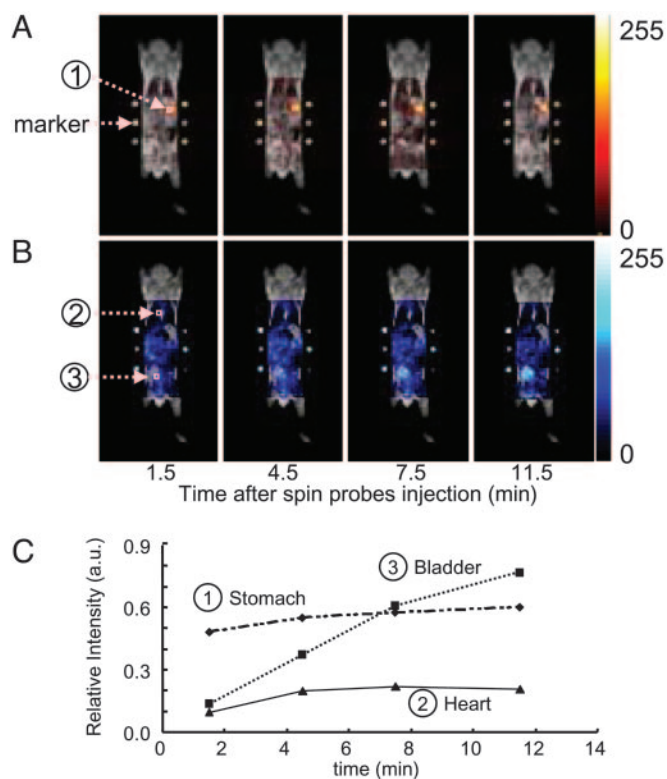 A
①
marker
255
0
B
②
③
255
0
1.5 4.5 7.5 11.5
Time after spin probes injection (min)
C
Relative Intensity (a.u.)
0.9
0.6
0.3
0.0
① Stomach
③ Bladder
② Heart
0 2 4 6 8 10 12 14
time (min)